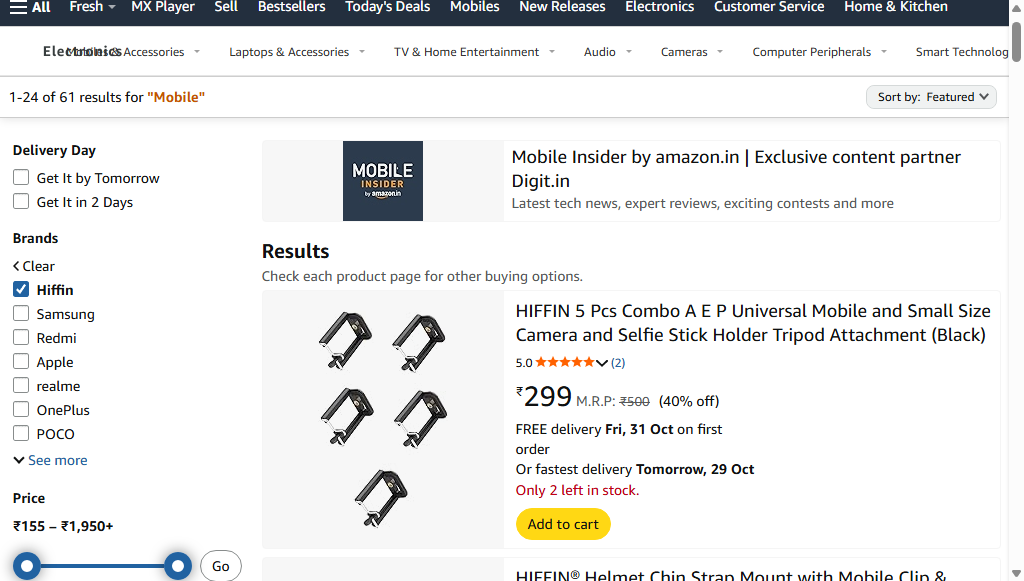 All Fresh MX Player Sell Bestsellers Today's Deals Mobiles New Releases Electronics Customer Service Home & Kitchen
Electronics Mobiles & Accessories Laptops & Accessories TV & Home Entertainment Audio Cameras Computer Peripherals Smart Technolog
1-24 of 61 results for "Mobile"
Sort by: Featured
Delivery Day
Get It by Tomorrow
Get It in 2 Days
Brands
Clear
Hiffin
Samsung
Redmi
Apple
realme
OnePlus
POCO
See more
Price
₹155 – ₹1,950+
Go
MOBILE
INSIDER
by amazon.in
Mobile Insider by amazon.in | Exclusive content partner
Digit.in
Latest tech news, expert reviews, exciting contests and more
Results
Check each product page for other buying options.
HIFFIN 5 Pcs Combo A E P Universal Mobile and Small Size
Camera and Selfie Stick Holder Tripod Attachment (Black)
5.0 (2)
₹299 M.R.P: ₹500 (40% off)
FREE delivery Fri, 31 Oct on first
order
Or fastest delivery Tomorrow, 29 Oct
Only 2 left in stock.
Add to cart
HIFFIN® Helmet Chin Strap Mount with Mobile Clip &